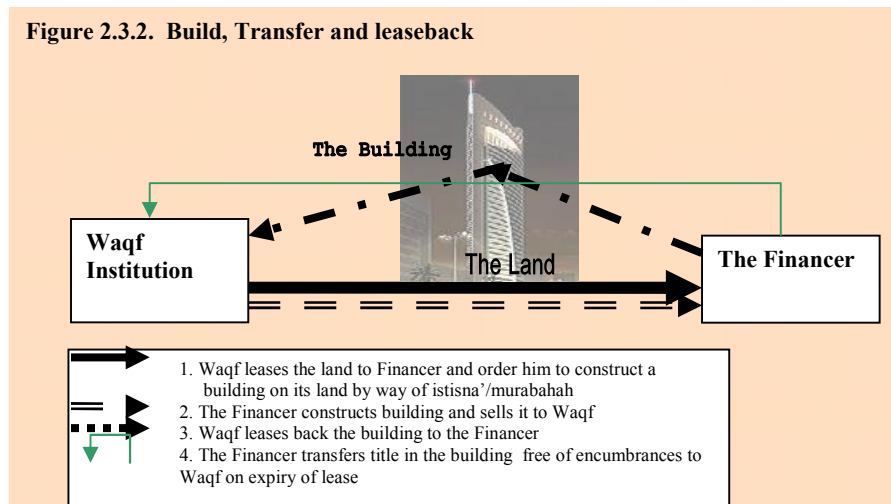 Figure 2.3.2. Build, Transfer and leaseback
The Building
Waqf
Institution
The Land
The Financer
1. Waqf leases the land to Financer and order him to construct a
building on its land by way of istisna’/murabahah
2. The Financer constructs building and sells it to Waqf
3. Waqf leases back the building to the Financer
4. The Financer transfers title in the building free of encumbrances to
Waqf on expiry of lease